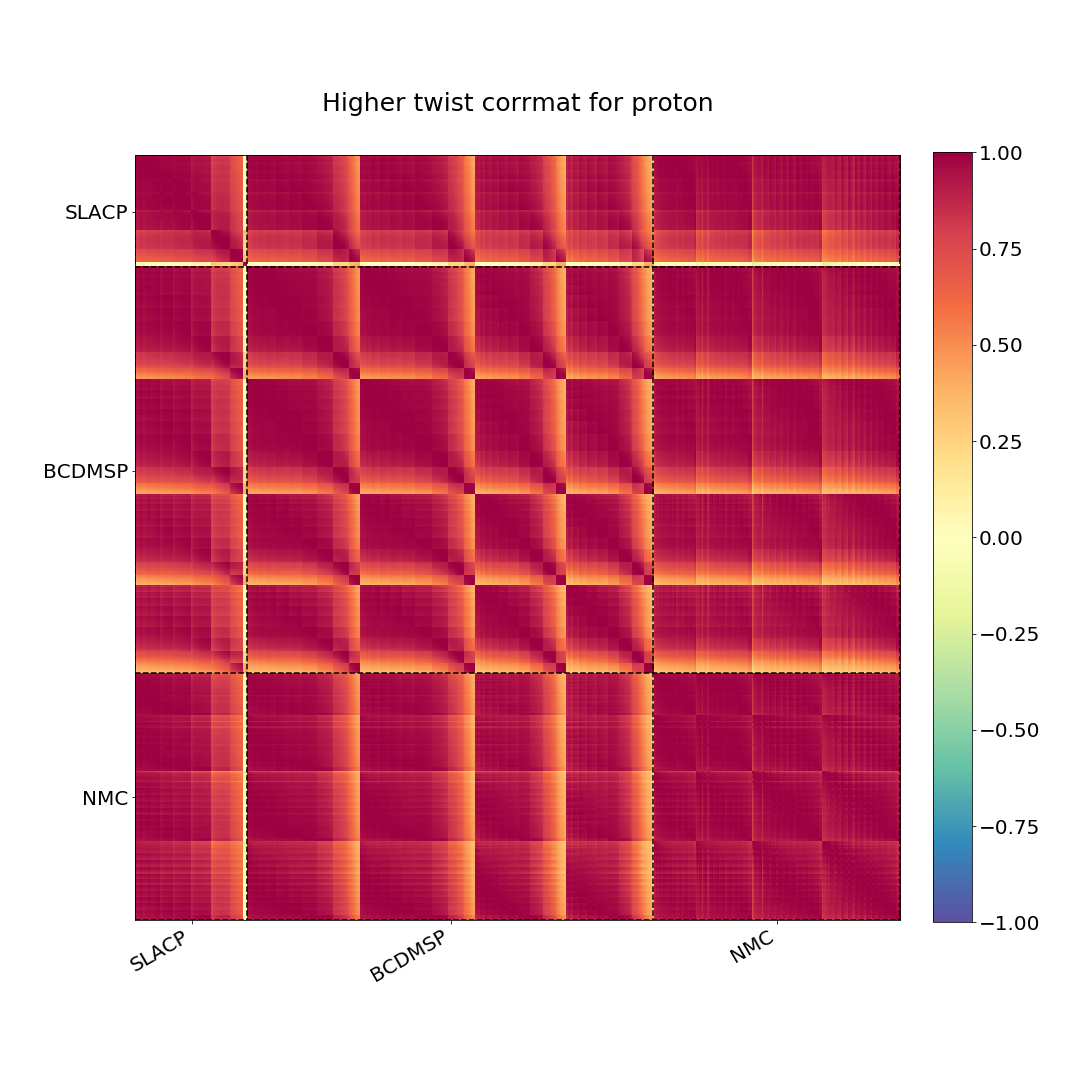 Higher twist corrmat for proton
SLACP
BCDMSP
NMC
SLACP
BCDMSP
NMC
1.00
0.75
0.50
0.25
0.00
−0.25
−0.50
−0.75
−1.00